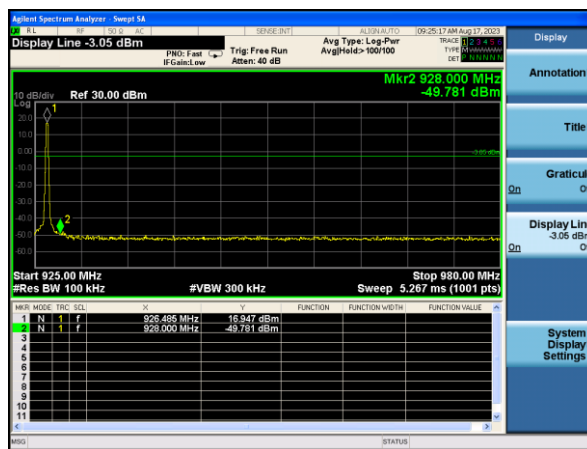 Agilent Spectrum Analyzer - Swept SA
RL RF 50 Ω AC SENSE:INT ALIGN AUTO 09:25:17 AM Aug 17, 2023
Display Line -3.05 dBm
PNO: Fast
IFGain:Low
Trig: Free Run
Atten: 40 dB
Avg Type: Log-Pwr
Avg|Hold:> 100/100
TRACE 1 2 3 4 5 6
TYPE
DET P N N N N N
Mkr2 928.000 MHz
-49.781 dBm
10 dB/div Ref 30.00 dBm
Log
20.0
10.0
0.00
-10.0
-20.0
-30.0
-40.0
-50.0
-60.0
1
2
-3.05 dBm
Start 925.00 MHz Stop 980.00 MHz
#Res BW 100 kHz #VBW 300 kHz Sweep 5.267 ms (1001 pts)
MKR MODE TRC SCL X Y FUNCTION FUNCTION WIDTH FUNCTION VALUE
1 N 1 f 926.485 MHz 16.947 dBm
2 N 1 f 928.000 MHz -49.781 dBm
3
4
5
6
7
8
9
10
11
MSG STATUS
Display
Annotation
Title
Graticul
On O
Display Lin
-3.05 dBr
On O
System
Display
Settings